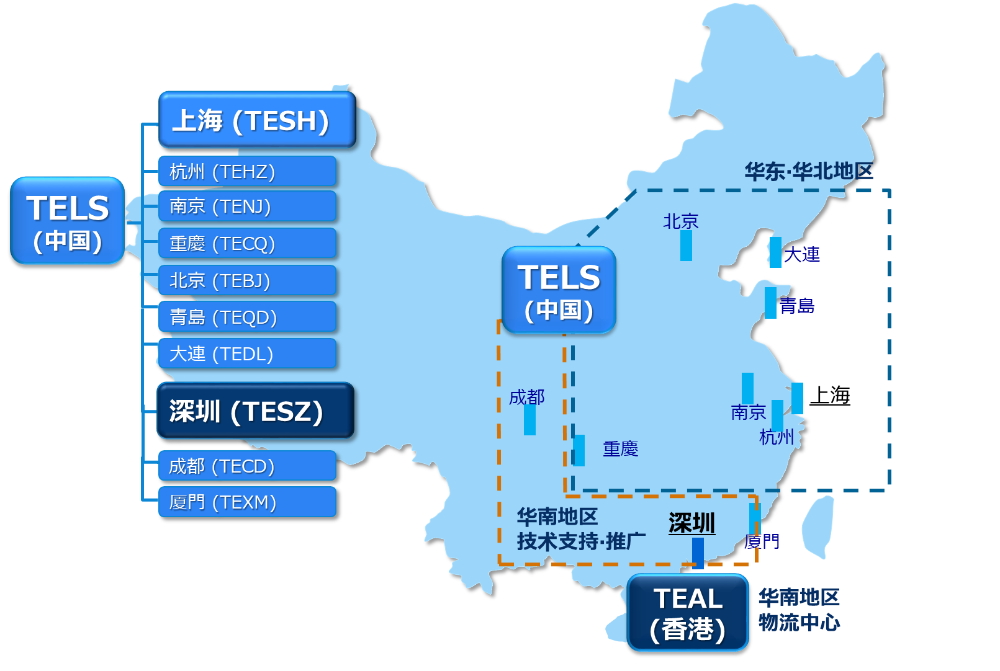 上海 (TESH)
杭州 (TEHZ)
南京 (TENJ)
重慶 (TECQ)
北京 (TEBJ)
青島 (TEQD)
大連 (TEDL)
深圳 (TESZ)
成都 (TECD)
厦門 (TEXM)
TELS
(中国)
华东·华北地区
北京
大連
TELS
(中国)
青島
成都
上海
南京
杭州
重慶
华南地区
技术支持·推广
深圳
厦門
TEAL
(香港)
华南地区
物流中心